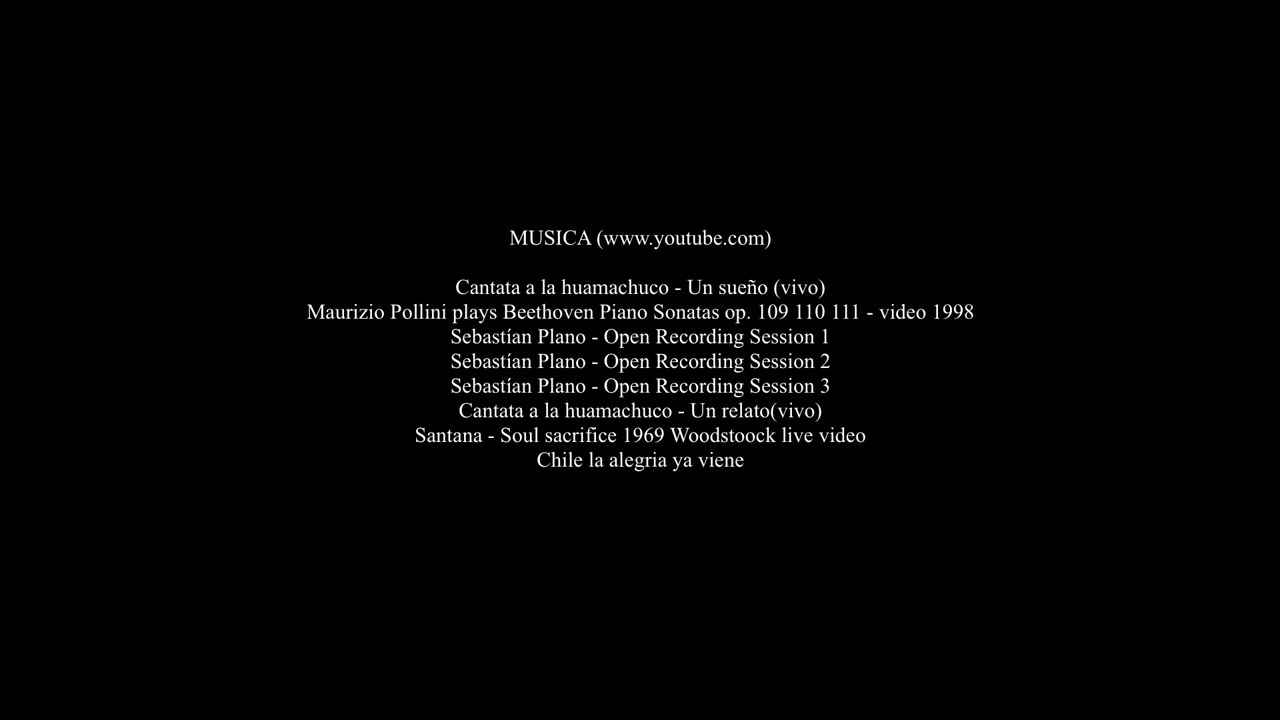 MUSICA (www.youtube.com)
Cantata a la huamachuco - Un sueño (vivo)
Maurizio Pollini plays Beethoven Piano Sonatas op. 109 110 111 - video 1998
Sebastían Plano - Open Recording Session 1
Sebastían Plano - Open Recording Session 2
Sebastían Plano - Open Recording Session 3
Cantata a la huamachuco - Un relato(vivo)
Santana - Soul sacrifice 1969 Woodstoock live video
Chile la alegria ya viene